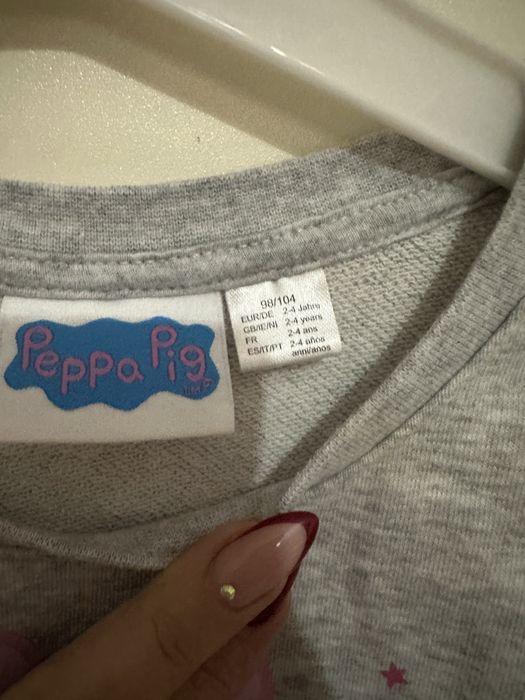 Peppa Pig
98/104
EUR/DE 2-4 Jahre
GB/IE/NI 2-4 years
FR 2-4 ans
ES/IT/PT 2-4 años
anni/anos